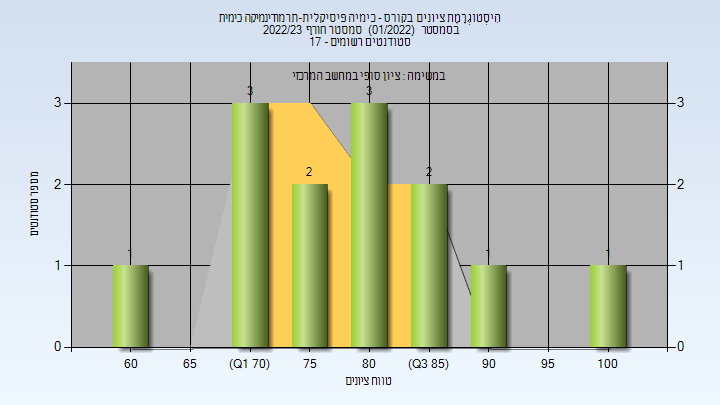 הִיסְטוֹגְרָמַת ציונים בקורס - כימיה פיסיקלית-תרמודינמיקה כימית
בסמסטר (01/2022) סמסטר חורף 2022/23
סטודנטים רשומים - 17
במשימה : ציון סופי במחשב המרכזי
3 3
3 3
2 2
2 2
1 1 1
1 1
0 0
60 65 (Q1 70) 75 80 (Q3 85) 90 95 100
טווח ציונים
מספר סטודנטים